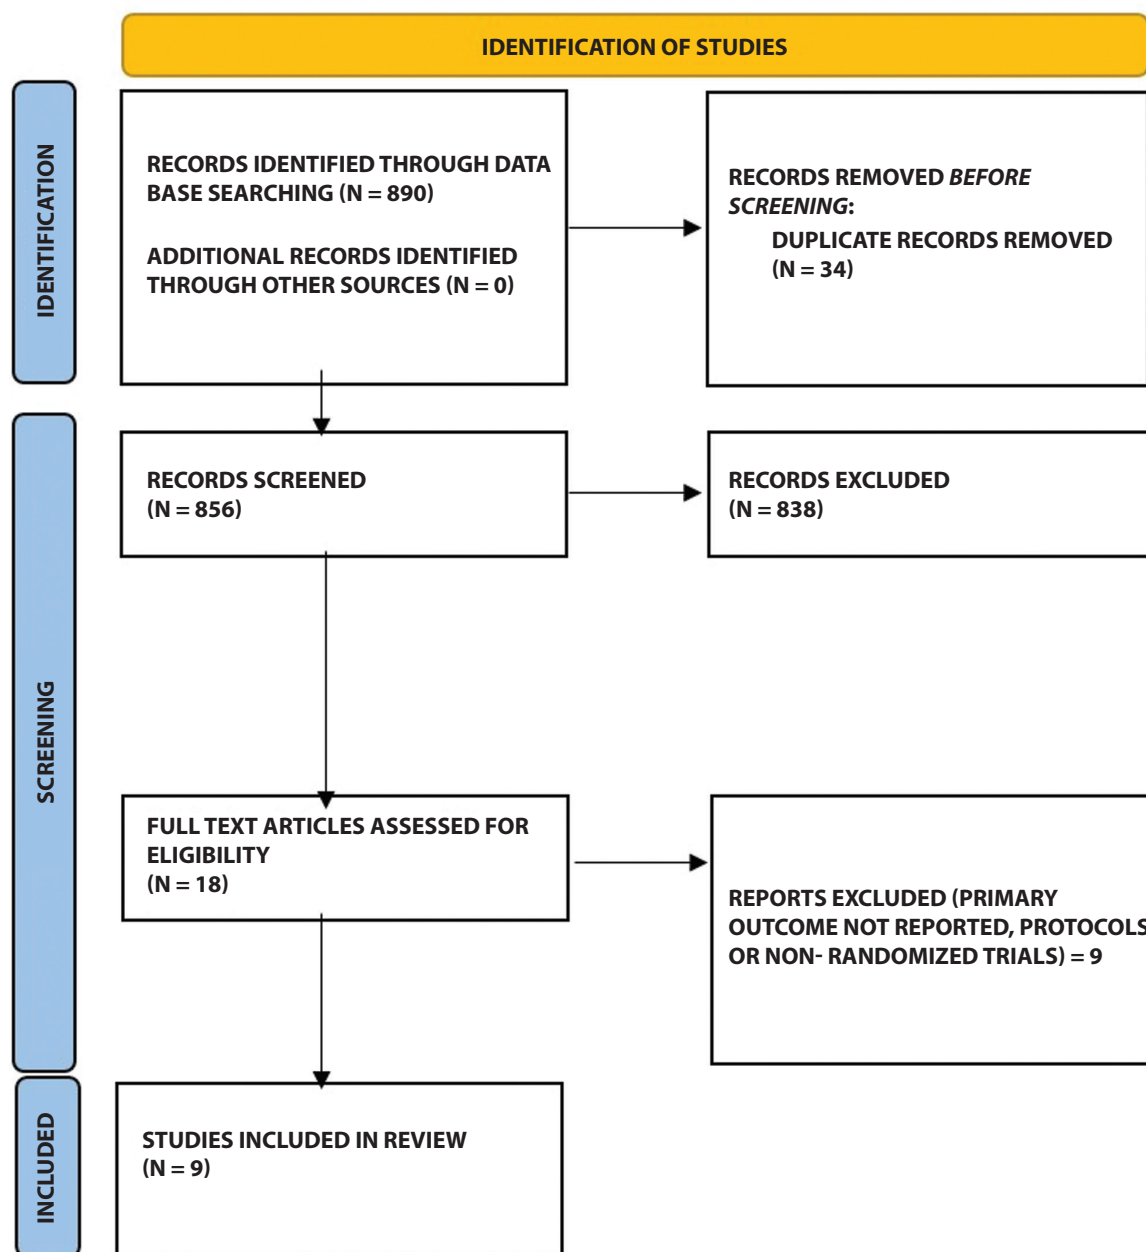 IDENTIFICATION OF STUDIES
IDENTIFICATION
RECORDS IDENTIFIED THROUGH DATA
BASE SEARCHING (N = 890)
ADDITIONAL RECORDS IDENTIFIED
THROUGH OTHER SOURCES (N = 0)
RECORDS REMOVED BEFORE
SCREENING:
DUPLICATE RECORDS REMOVED
(N = 34)
SCREENING
RECORDS SCREENED
(N = 856)
RECORDS EXCLUDED
(N = 838)
FULL TEXT ARTICLES ASSESSED FOR
ELIGIBILITY
(N = 18)
REPORTS EXCLUDED (PRIMARY
OUTCOME NOT REPORTED, PROTOCOLS
OR NON- RANDOMIZED TRIALS) = 9
INCLUDED
STUDIES INCLUDED IN REVIEW
(N = 9)